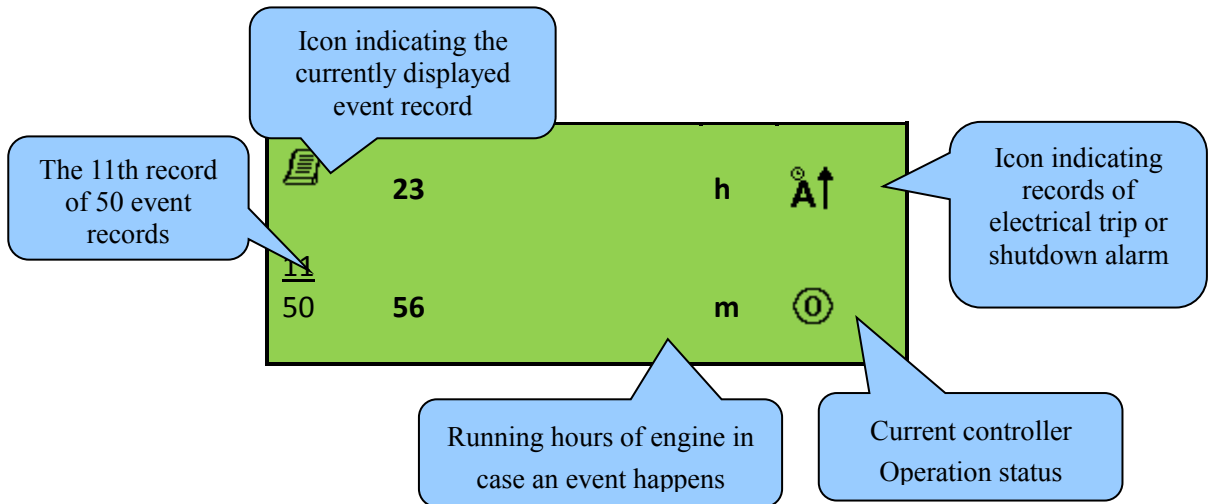 Icon indicating the
currently displayed
event record
The 11th record
of 50 event
records
23 h A
11
50 56 m 0
Icon indicating
records of
electrical trip or
shutdown alarm
Running hours of engine in
case an event happens
Current controller
Operation status